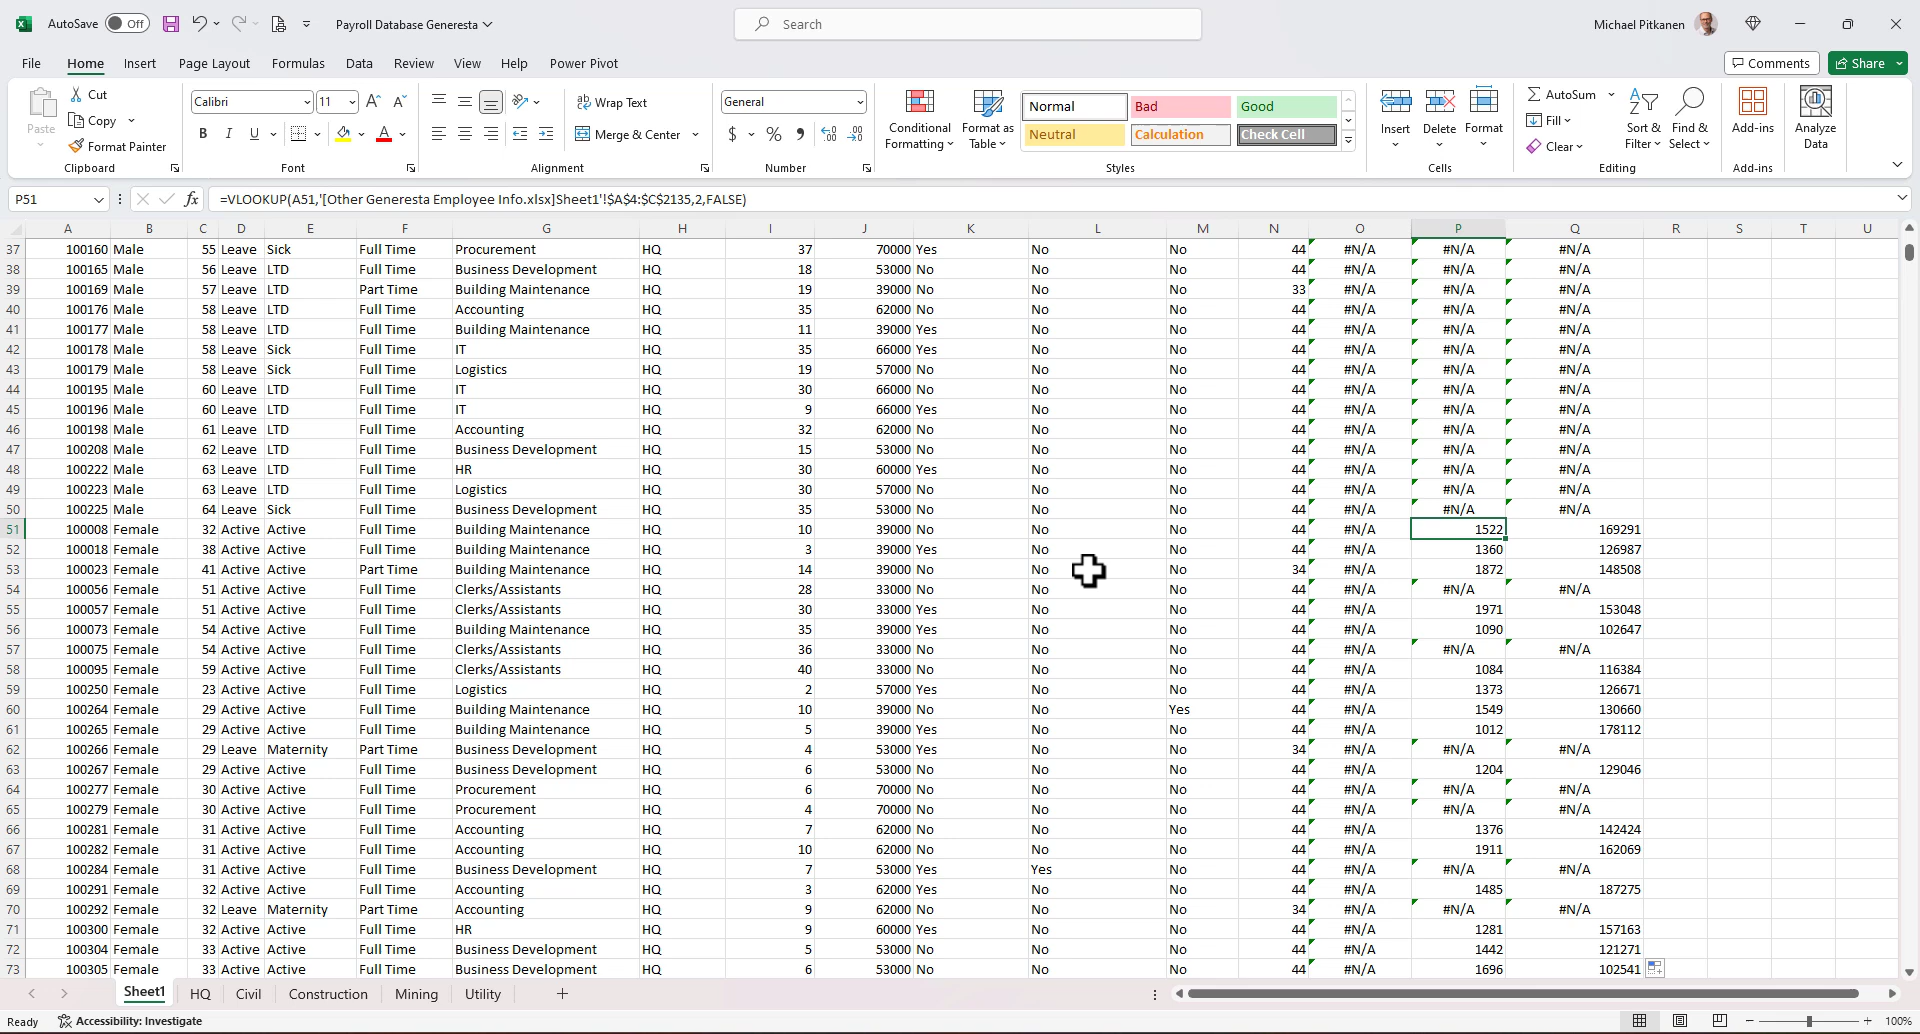 AutoSave Off Payroll Database Generesta Search Michael Pitkanen
File Home Insert Page Layout Formulas Data Review View Help Power Pivot Comments Share
Paste Cut Copy Format Painter Clipboard
Calibri 11 A A B I U A Font
Wrap Text Merge & Center Alignment
General $ % , Number
Conditional Formatting Format as Table Normal Bad Good Neutral Calculation Check Cell Styles
Insert Delete Format Cells
AutoSum Fill Clear Sort & Filter Find & Select Editing
Add-ins Add-ins
Analyze Data
P51 fx =VLOOKUP(A51,'[Other Generesta Employee Info.xlsx]Sheet1'!$A$4:$C$2135,2,FALSE)
A B C D E F G H I J K L M N O P Q R S T U
37 100160 Male 55 Leave Sick Full Time Procurement HQ 37 70000 Yes No No 44 #N/A #N/A #N/A
38 100165 Male 56 Leave LTD Full Time Business Development HQ 18 53000 No No No 44 #N/A #N/A #N/A
39 100169 Male 57 Leave LTD Part Time Building Maintenance HQ 19 39000 No No No 33 #N/A #N/A #N/A
40 100176 Male 58 Leave LTD Full Time Accounting HQ 35 62000 No No No 44 #N/A #N/A #N/A
41 100177 Male 58 Leave LTD Full Time Building Maintenance HQ 11 39000 Yes No No 44 #N/A #N/A #N/A
42 100178 Male 58 Leave Sick Full Time IT HQ 35 66000 Yes No No 44 #N/A #N/A #N/A
43 100179 Male 58 Leave Sick Full Time Logistics HQ 19 57000 No No No 44 #N/A #N/A #N/A
44 100195 Male 60 Leave LTD Full Time IT HQ 30 66000 No No No 44 #N/A #N/A #N/A
45 100196 Male 60 Leave LTD Full Time IT HQ 9 66000 Yes No No 44 #N/A #N/A #N/A
46 100198 Male 61 Leave LTD Full Time Accounting HQ 32 62000 No No No 44 #N/A #N/A #N/A
47 100208 Male 62 Leave LTD Full Time Business Development HQ 15 53000 No No No 44 #N/A #N/A #N/A
48 100222 Male 63 Leave LTD Full Time HR HQ 30 60000 Yes No No 44 #N/A #N/A #N/A
49 100223 Male 63 Leave LTD Full Time Logistics HQ 30 57000 No No No 44 #N/A #N/A #N/A
50 100225 Male 64 Leave Sick Full Time Business Development HQ 35 53000 No No No 44 #N/A #N/A #N/A
51 100008 Female 32 Active Active Full Time Building Maintenance HQ 10 39000 No No No 44 #N/A 1522 169291
52 100018 Female 38 Active Active Full Time Building Maintenance HQ 3 39000 Yes No No 44 #N/A 1360 126987
53 100023 Female 41 Active Active Part Time Building Maintenance HQ 14 39000 No No No 34 #N/A 1872 148508
54 100056 Female 51 Active Active Full Time Clerks/Assistants HQ 28 33000 No No No 44 #N/A #N/A #N/A
55 100057 Female 51 Active Active Full Time Clerks/Assistants HQ 30 33000 Yes No No 44 #N/A 1971 153048
56 100073 Female 54 Active Active Full Time Building Maintenance HQ 35 39000 Yes No No 44 #N/A 1090 102647
57 100075 Female 54 Active Active Full Time Clerks/Assistants HQ 36 33000 No No No 44 #N/A #N/A #N/A
58 100095 Female 59 Active Active Full Time Clerks/Assistants HQ 40 33000 No No No 44 #N/A 1084 116384
59 100250 Female 23 Active Active Full Time Logistics HQ 2 57000 Yes No No 44 #N/A 1373 126671
60 100264 Female 29 Active Active Full Time Building Maintenance HQ 10 39000 No No Yes 44 #N/A 1549 130660
61 100265 Female 29 Active Active Full Time Building Maintenance HQ 5 39000 Yes No No 44 #N/A 1012 178112
62 100266 Female 29 Leave Maternity Part Time Business Development HQ 4 53000 Yes No No 34 #N/A #N/A #N/A
63 100267 Female 29 Active Active Full Time Business Development HQ 6 53000 No No No 44 #N/A 1204 129046
64 100277 Female 30 Active Active Full Time Procurement HQ 6 70000 No No No 44 #N/A #N/A #N/A
65 100279 Female 30 Active Active Full Time Procurement HQ 4 70000 No No No 44 #N/A #N/A #N/A
66 100281 Female 31 Active Active Full Time Accounting HQ 7 62000 No No No 44 #N/A 1376 142424
67 100282 Female 31 Active Active Full Time Accounting HQ 10 62000 No No No 44 #N/A 1911 162069
68 100284 Female 31 Active Active Full Time Business Development HQ 7 53000 Yes Yes No 44 #N/A #N/A #N/A
69 100291 Female 32 Active Active Full Time Accounting HQ 3 62000 Yes No No 44 #N/A 1485 187275
70 100292 Female 32 Leave Maternity Part Time Accounting HQ 9 62000 No No No 34 #N/A #N/A #N/A
71 100300 Female 32 Active Active Full Time HR HQ 9 60000 Yes No No 44 #N/A 1281 157163
72 100304 Female 33 Active Active Full Time Business Development HQ 5 53000 No No No 44 #N/A 1442 121271
73 100305 Female 33 Active Active Full Time Business Development HQ 6 53000 No No No 44 #N/A 1696 102541
Sheet1 HQ Civil Construction Mining Utility
Ready Accessibility: Investigate 100%